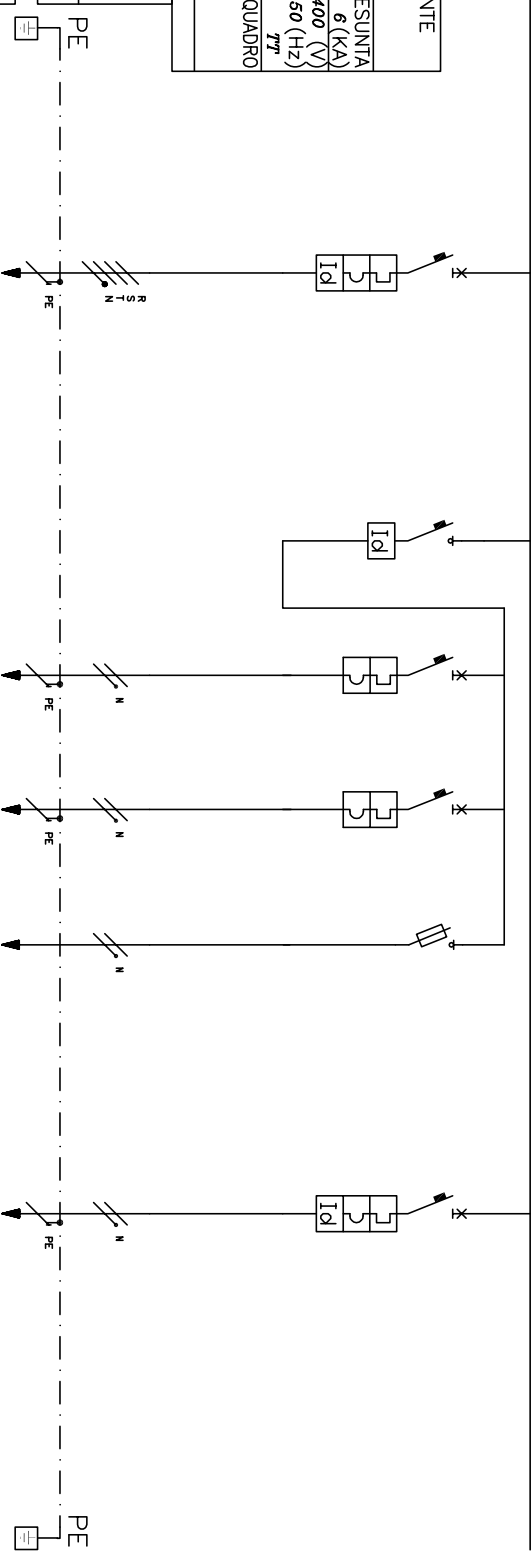 NTE
ESUNTA
6 (KA)
400 (V)
50 (Hz)
TT
QUADRO
Id
Id
Id
R
S
T
N
N
N
N
N
PE
PE
PE
PE
PE
PE